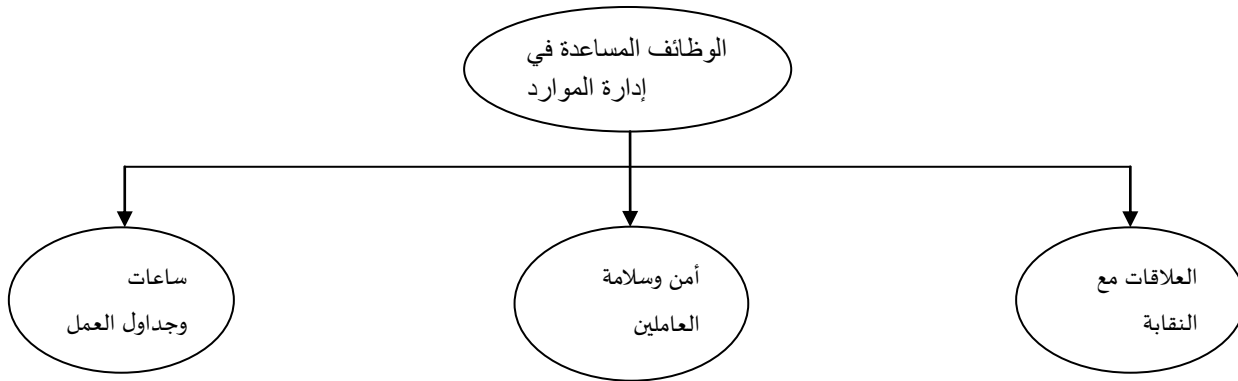 الوظائف المساعدة في
إدارة الموارد
العلاقات مع
النقابة
أمن وسلامة
العاملين
ساعات
وجداول العمل